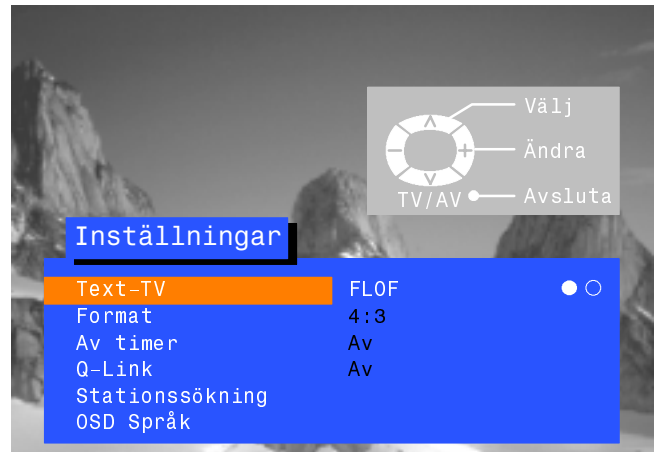 Välj
Ändra
TV/AV Avsluta
Inställningar
Text-TV FLOF
Format 4:3
Av timer Av
Q-Link Av
Stationssökning
OSD Språk